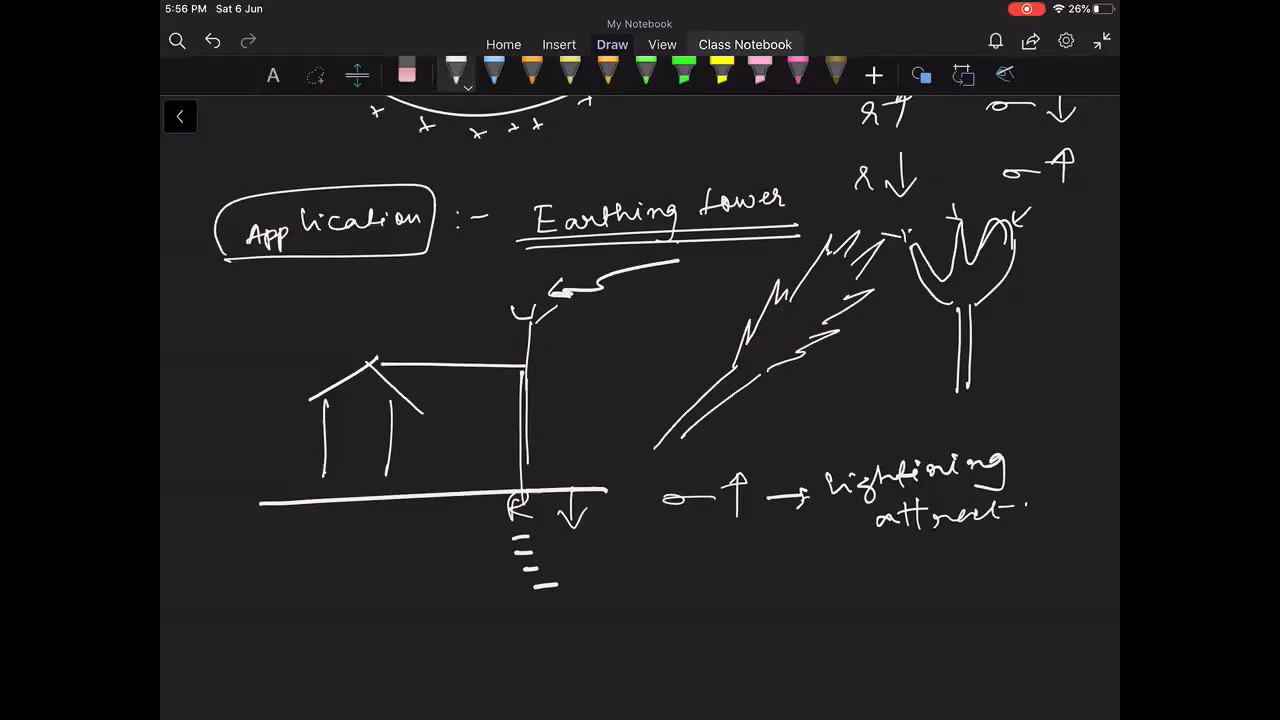 5:56 PM Sat 6 Jun
26%
My Notebook
Home Insert Draw View Class Notebook
A
r ↑ σ ↓
r ↓ σ ↑
Application :- Earthing tower
R ↓
σ ↑ → lightining
attract.